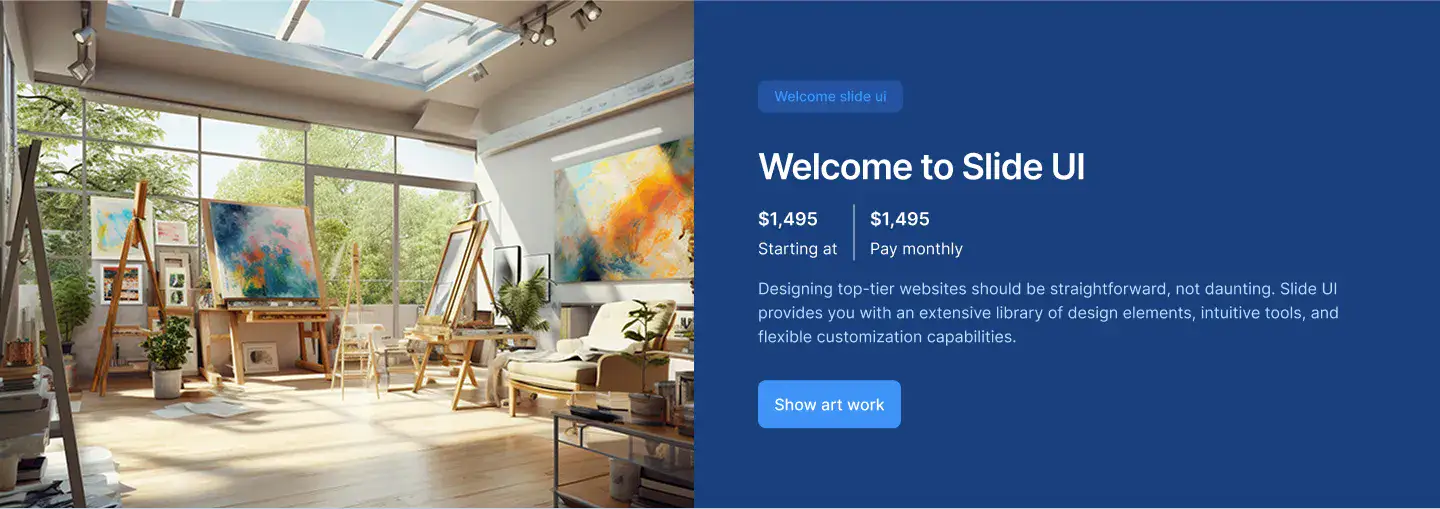 Welcome slide ui
Welcome to Slide UI
$1,495
Starting at
$1,495
Pay monthly
Designing top-tier websites should be straightforward, not daunting. Slide UI
provides you with an extensive library of design elements, intuitive tools, and
flexible customization capabilities.
Show art work